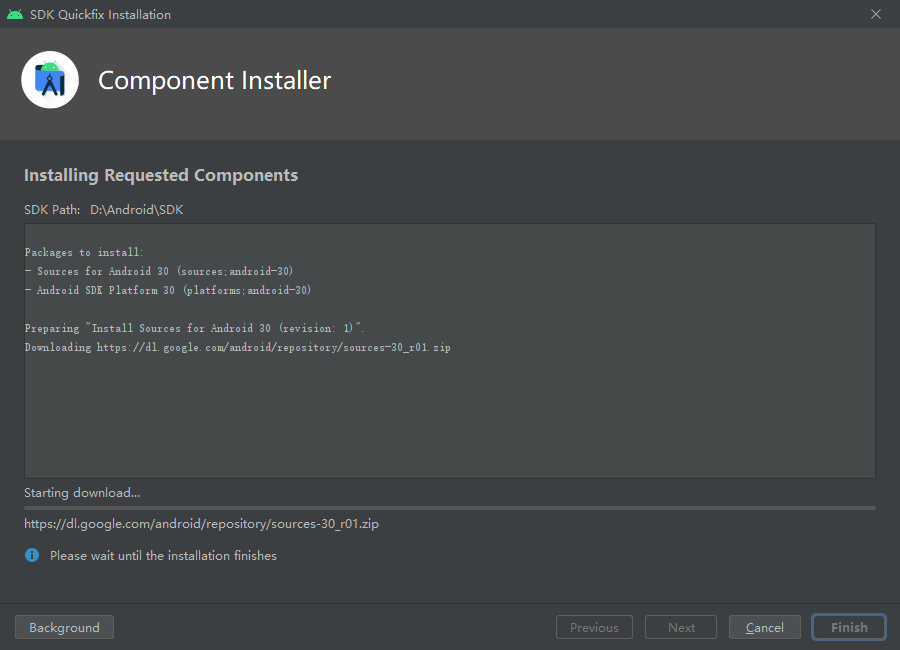 SDK Quickfix Installation
Component Installer
Installing Requested Components
SDK Path: D:\Android\SDK
Packages to install:
- Sources for Android 30 (sources;android-30)
- Android SDK Platform 30 (platforms;android-30)
Preparing "Install Sources for Android 30 (revision: 1)".
Downloading https://dl.google.com/android/repository/sources-30_r01.zip
Starting download...
https://dl.google.com/android/repository/sources-30_r01.zip
Please wait until the installation finishes
Background Previous Next Cancel Finish